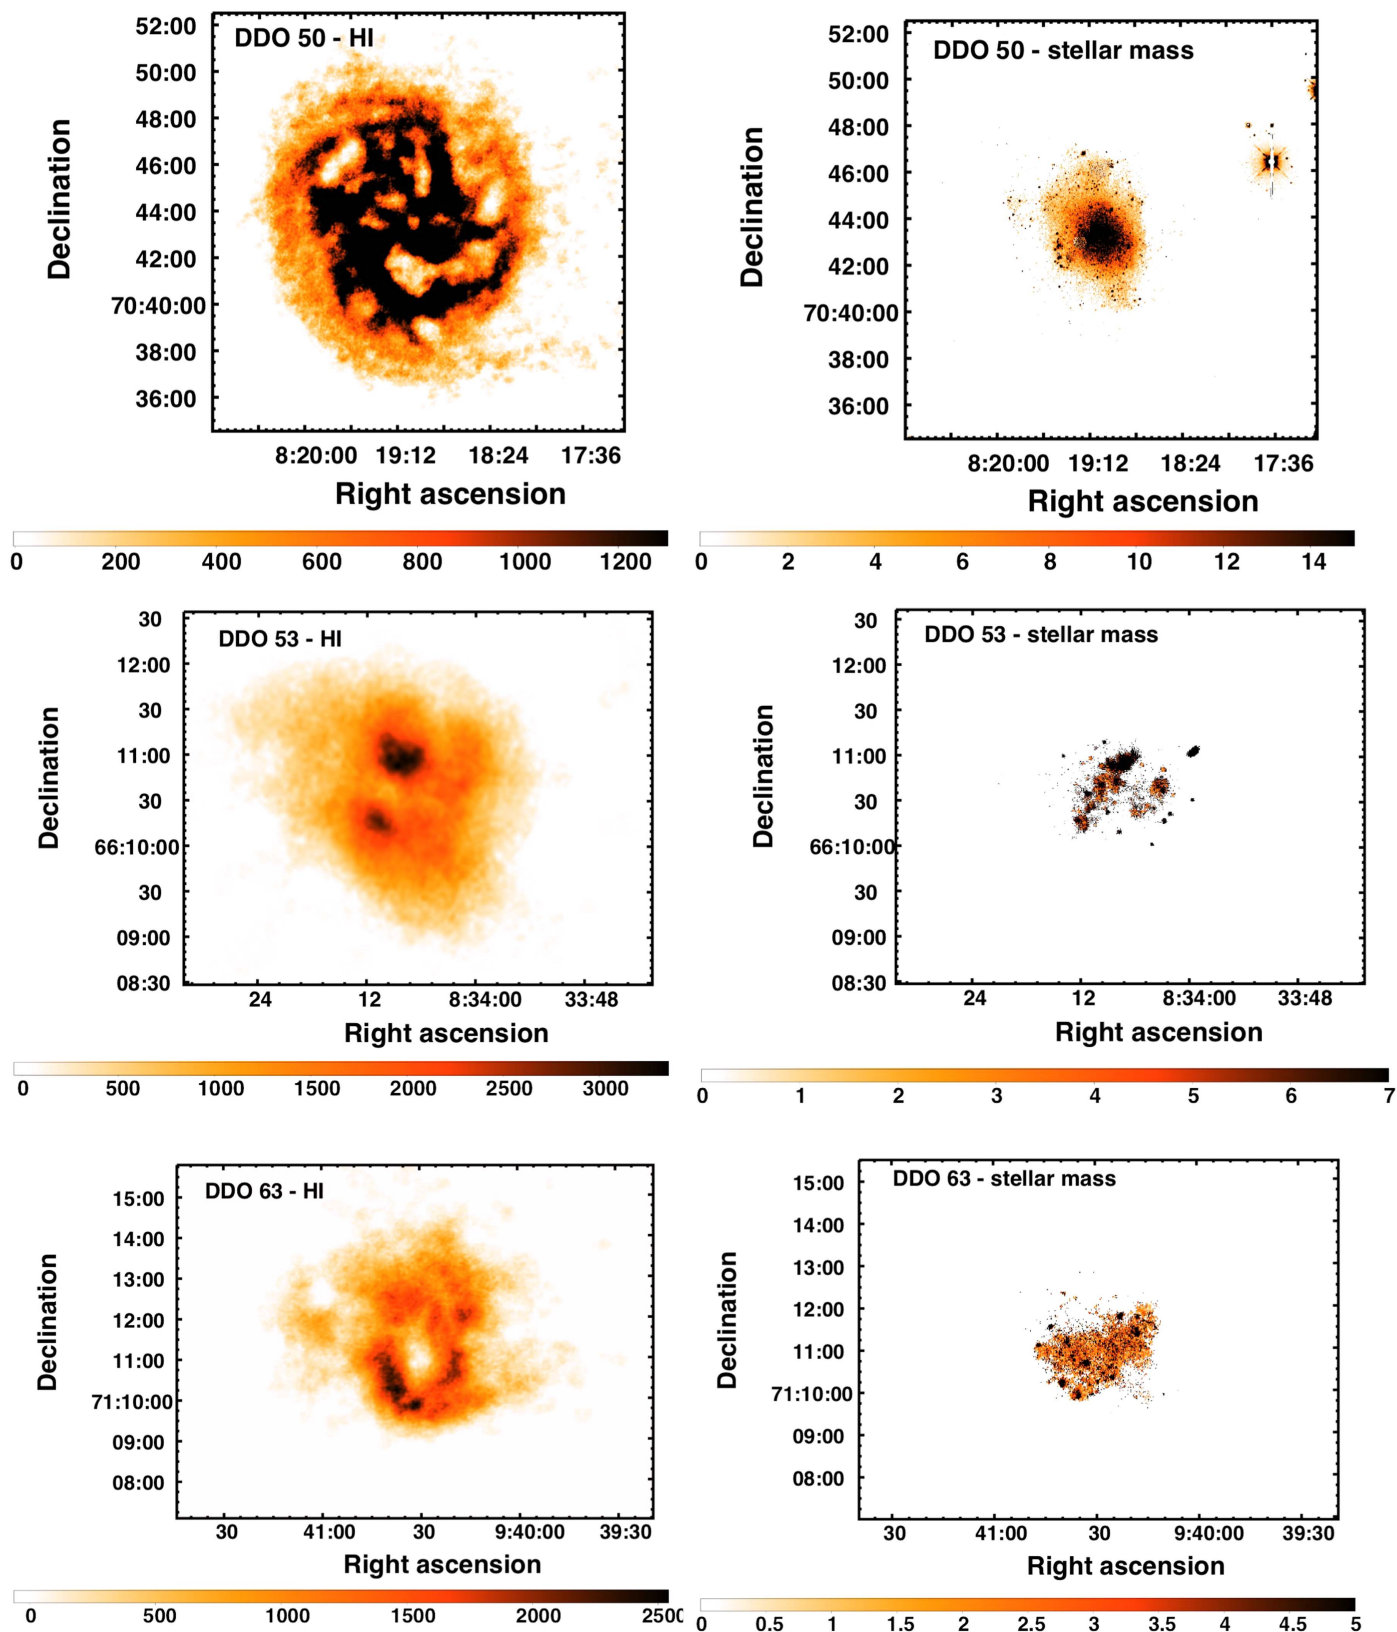 DDO 50 - HI
52:00
50:00
48:00
46:00
44:00
42:00
70:40:00
38:00
36:00
Declination
8:20:00 19:12 18:24 17:36
Right ascension
0 200 400 600 800 1000 1200
DDO 50 - stellar mass
52:00
50:00
48:00
46:00
44:00
42:00
70:40:00
38:00
36:00
Declination
8:20:00 19:12 18:24 17:36
Right ascension
0 2 4 6 8 10 12 14
DDO 53 - HI
30
12:00
30
11:00
30
66:10:00
30
09:00
08:30
Declination
24 12 8:34:00 33:48
Right ascension
0 500 1000 1500 2000 2500 3000
DDO 53 - stellar mass
30
12:00
30
11:00
30
66:10:00
30
09:00
08:30
Declination
24 12 8:34:00 33:48
Right ascension
0 1 2 3 4 5 6 7
DDO 63 - HI
15:00
14:00
13:00
12:00
11:00
71:10:00
09:00
08:00
Declination
30 41:00 30 9:40:00 39:30
Right ascension
0 500 1000 1500 2000 2500
DDO 63 - stellar mass
15:00
14:00
13:00
12:00
11:00
71:10:00
09:00
08:00
Declination
30 41:00 30 9:40:00 39:30
Right ascension
0 0.5 1 1.5 2 2.5 3 3.5 4 4.5 5